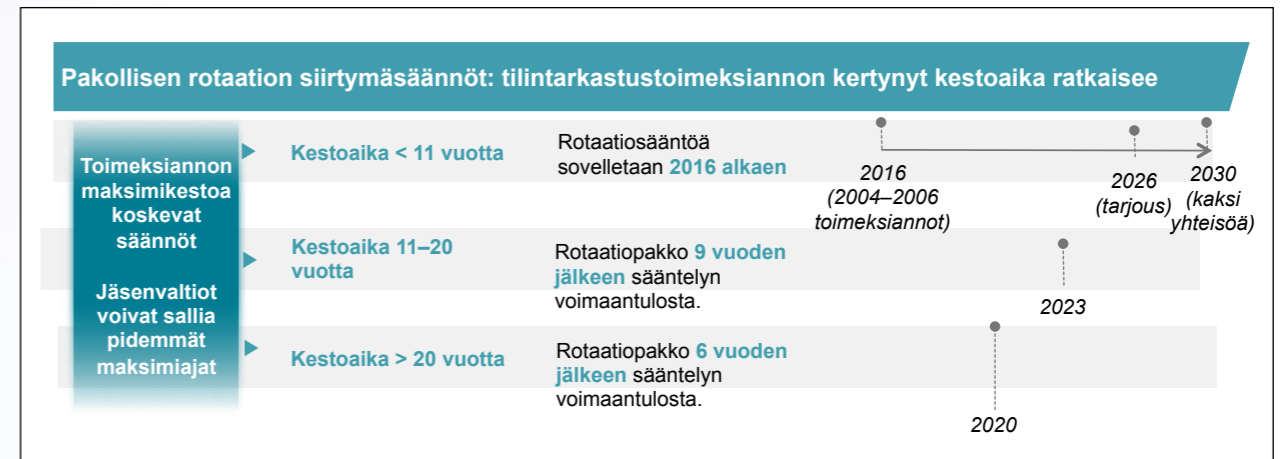 Pakollisen rotaation siirtymäsäännöt: tilintarkastustoimeksiannon kertynyt kestoaika ratkaisee
Toimeksiannon
maksimikestoa
koskevat
säännöt
Jäsenvaltiot
voivat sallia
pidemmät
maksimiajat
Kestoaika < 11 vuotta
Rotaatiosääntöä
sovelletaan 2016 alkaen
2016
(2004–2006
toimeksiannot)
2026
(tarjous)
2030
(kaksi
yhteisöä)
Kestoaika 11–20
vuotta
Rotaatiopakko 9 vuoden
jälkeen sääntelyn
voimaantulosta.
2023
Kestoaika > 20 vuotta
Rotaatiopakko 6 vuoden
jälkeen sääntelyn
voimaantulosta.
2020